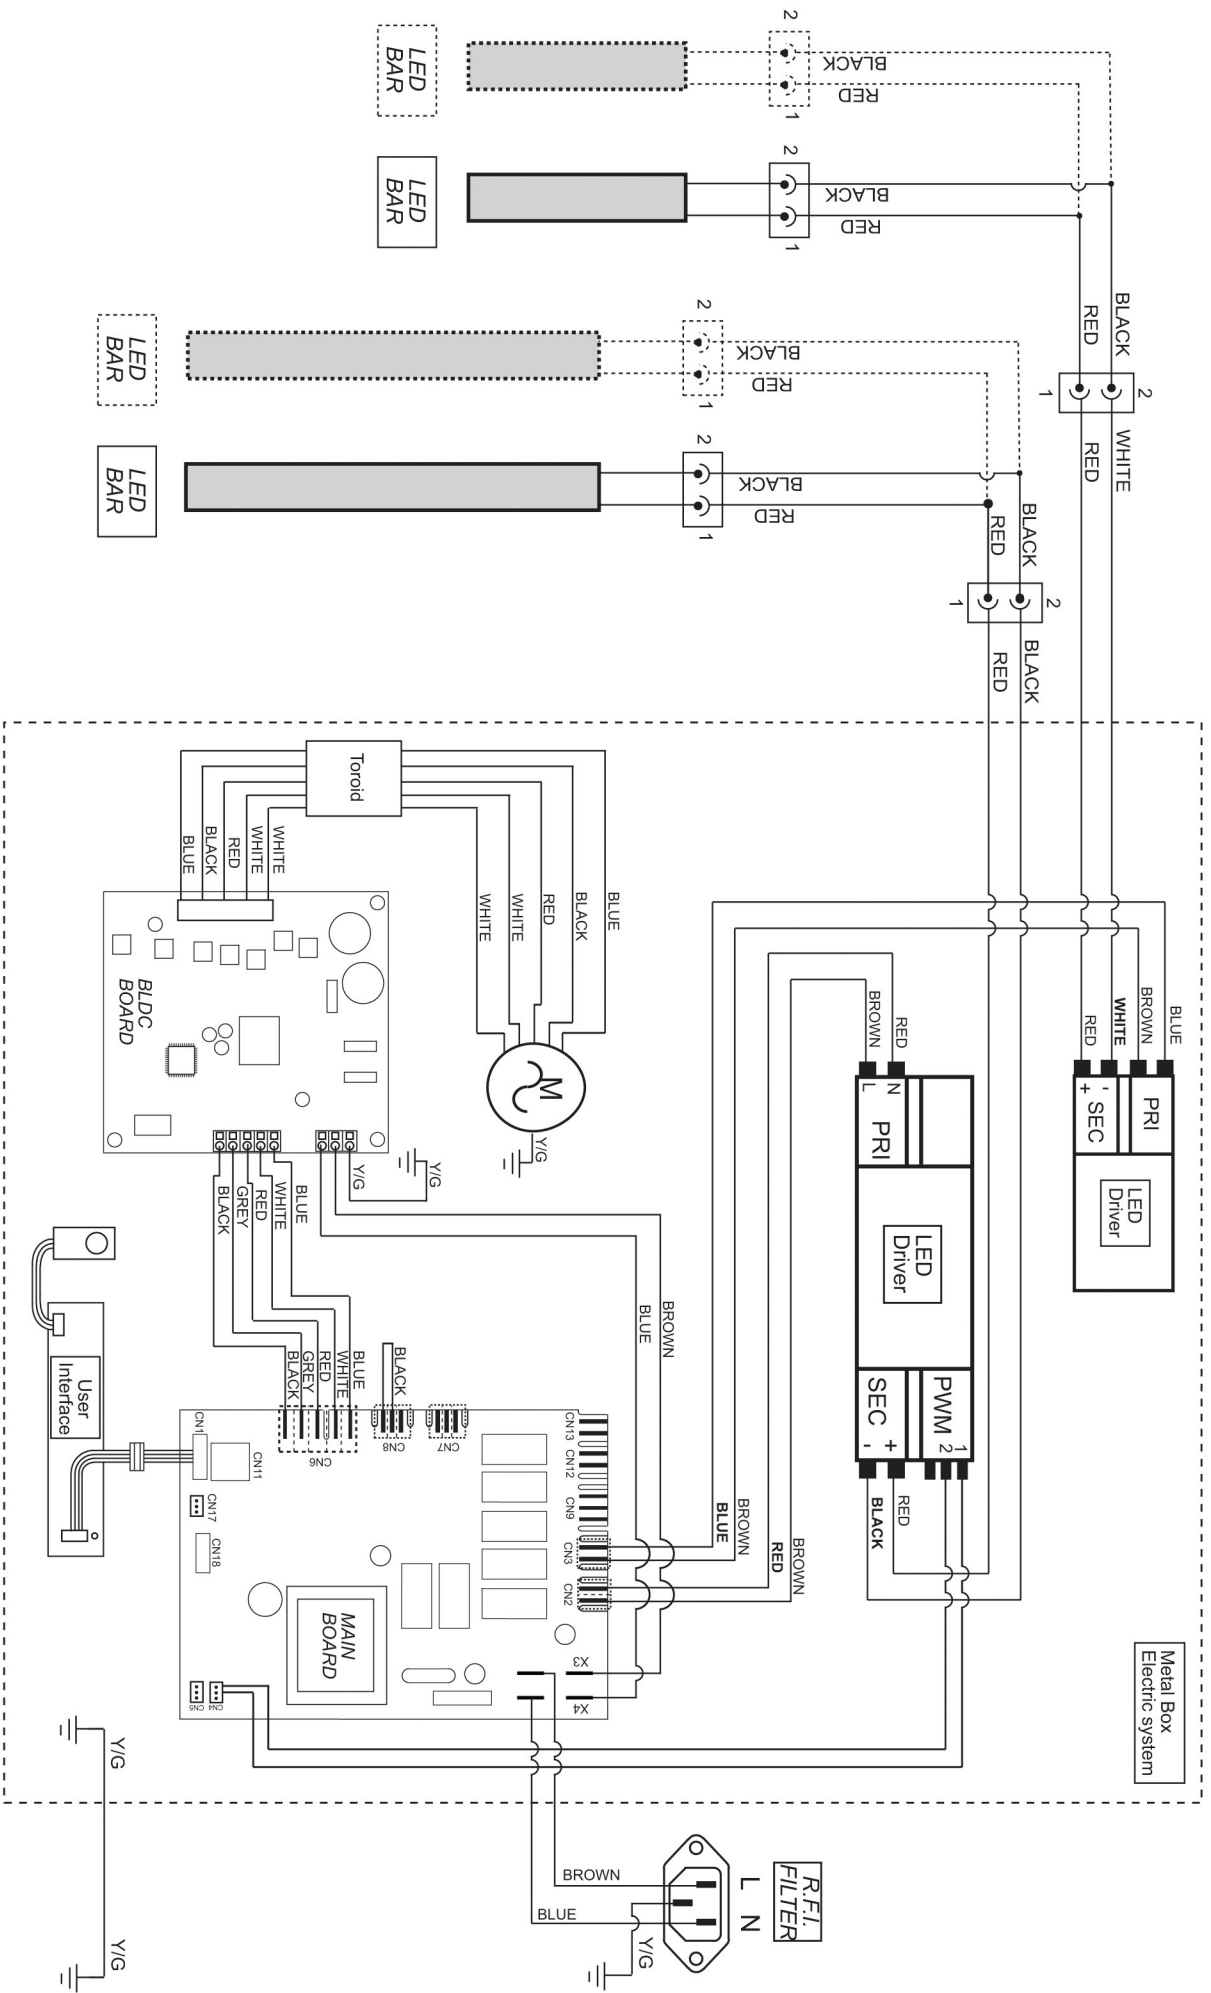 LED
BAR
2
1
BLACK
RED
LED
BAR
2
1
BLACK
RED
BLACK
RED
1
2
WHITE
RED
LED
BAR
2
1
BLACK
RED
LED
BAR
2
1
BLACK
RED
BLACK
RED
1
2
BLACK
RED
Toroid
BLUE
BLACK
RED
WHITE
WHITE
WHITE
WHITE
RED
BLACK
BLUE
BLDC
BOARD
M
Y/G
Y/G
Y/G
BLACK
GREY
RED
WHITE
BLUE
BROWN
RED
L
N
PRI
LED
Driver
SEC
-
+
PWM
2
1
BLACK
RED
RED
WHITE
BROWN
BLUE
+
-
SEC
PRI
LED
Driver
BLUE
BROWN
User
Interface
BLACK
GREY
RED
WHITE
BLUE
BLACK
CN1
CN11
CN6
CN8
CN7
CN13
CN12
CN9
CN3
CN2
CN17
CN18
BLUE
BROWN
RED
BROWN
MAIN
BOARD
X3
X4
CN5
CN4
Metal Box
Electric system
Y/G
Y/G
BROWN
BLUE
L
N
Y/G
R.F.I.
FILTER